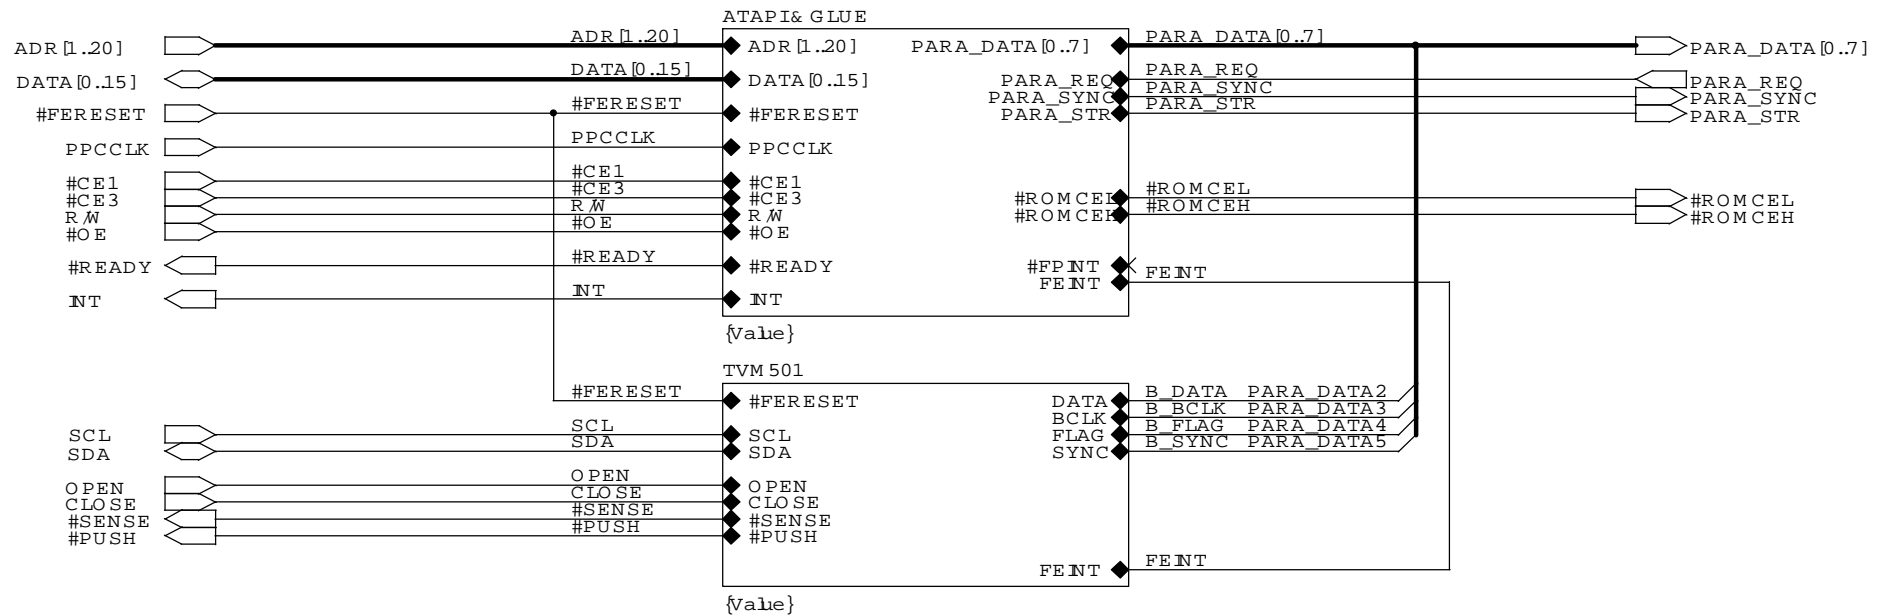 ATAPI& GLUE
ADR[1..20] ADR[1..20] ADR[1..20] PARA_DATA[0..7] PARA_DATA[0..7] PARA_DATA[0..7]
DATA[0..15] DATA[0..15] DATA[0..15] PARA_REQ PARA_REQ PARA_REQ
PARA_SYNC PARA_SYNC PARA_SYNC
#FERESET #FERESET #FERESET PARA_STR PARA_STR PARA_STR
PPCCLK PPCCLK PPCCLK
#CE1 #CE1 #CE1
#CE3 #CE3 #CE3 #ROMCEL #ROMCEL #ROMCEL
R/W R/W R/W #ROMCEH #ROMCEH #ROMCEH
#OE #OE #OE
#READY #READY #READY #FPINT
FEINT FEINT
INT INT INT
{Value}
TVM501
#FERESET #FERESET DATA B_DATA PARA_DATA2
BCLK B_BCLK PARA_DATA3
SCL SCL SCL FLAG B_FLAG PARA_DATA4
SDA SDA SDA SYNC B_SYNC PARA_DATA5
OPEN OPEN OPEN
CLOSE CLOSE CLOSE
#SENSE #SENSE #SENSE
#PUSH #PUSH #PUSH
FEINT FEINT
{Value}